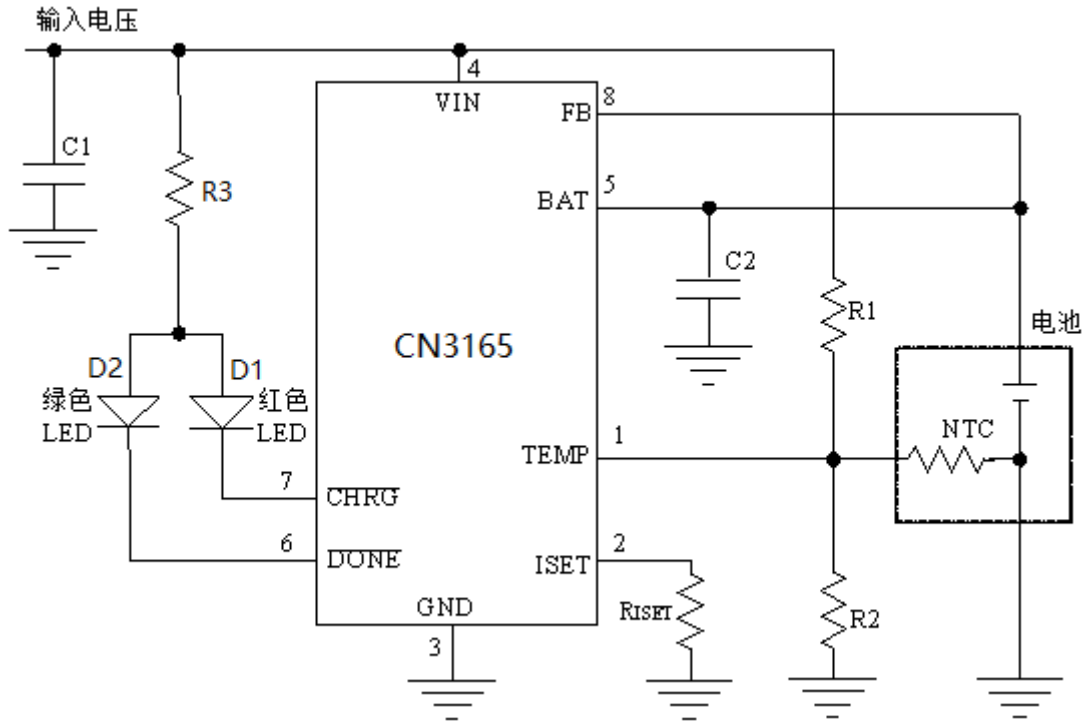 输入电压
4
VIN
8
FB
C1
R3
5
BAT
C2
R1
CN3165
电池
D2
D1
绿色
LED
红色
LED
NTC
1
TEMP
7
CHRG
6
DONE
2
ISET
GND
3
RISET
R2